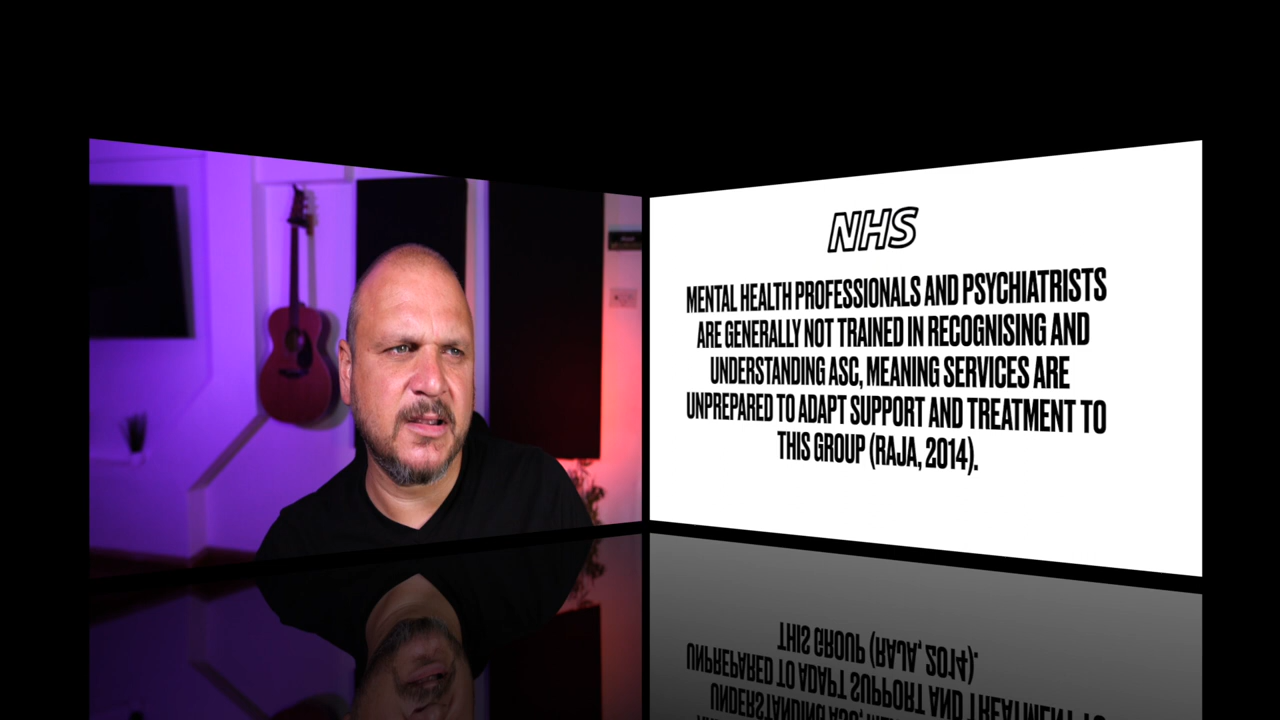 NHS
MENTAL HEALTH PROFESSIONALS AND PSYCHIATRISTS
ARE GENERALLY NOT TRAINED IN RECOGNISING AND
UNDERSTANDING ASC, MEANING SERVICES ARE
UNPREPARED TO ADAPT SUPPORT AND TREATMENT TO
THIS GROUP (RAJA, 2014).